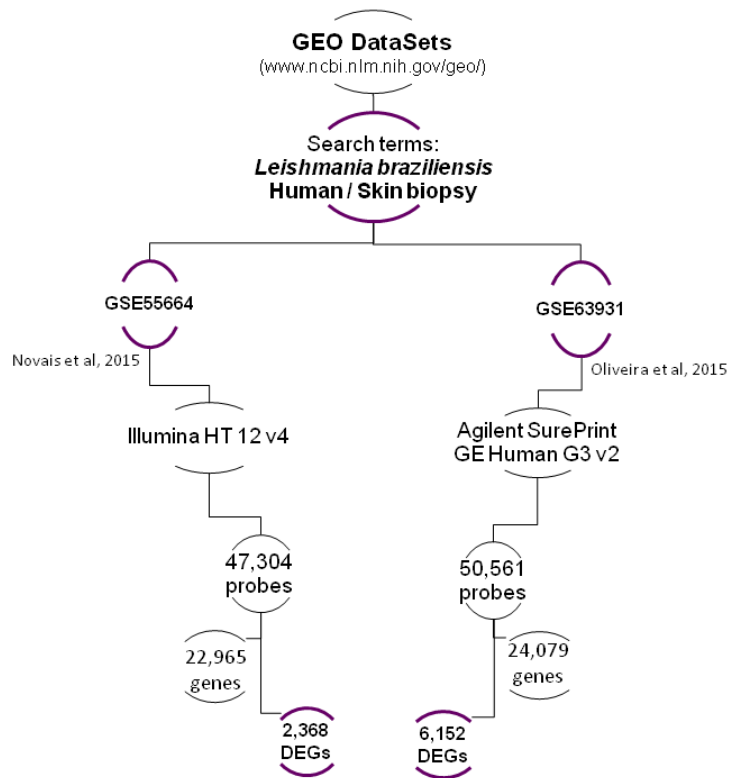 GEO DataSets
(www.ncbi.nlm.nih.gov/geo/)
Search terms:
Leishmania braziliensis
Human / Skin biopsy
GSE55664
GSE63931
Novais et al, 2015
Oliveira et al, 2015
Illumina HT 12 v4
Agilent SurePrint
GE Human G3 v2
47,304
probes
50,561
probes
22,965
genes
24,079
genes
2,368
DEGs
6,152
DEGs